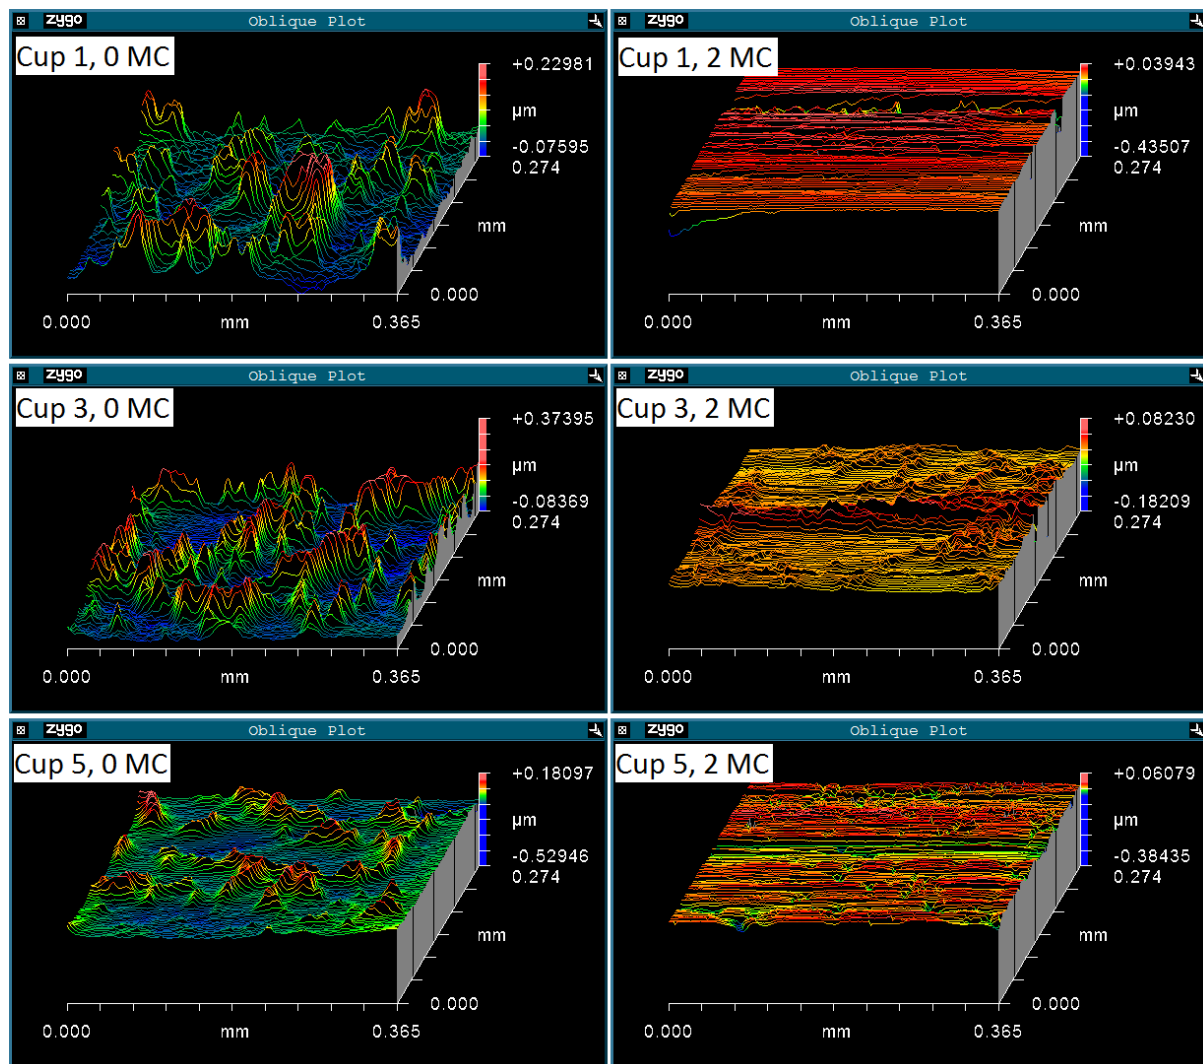 zygo Oblique Plot
Cup 1, 0 MC
+0.22981
µm
-0.07595
0.274
mm
0.000
0.000 mm 0.365
zygo Oblique Plot
Cup 1, 2 MC
+0.03943
µm
-0.43507
0.274
mm
0.000
0.000 mm 0.365
zygo Oblique Plot
Cup 3, 0 MC
+0.37395
µm
-0.08369
0.274
mm
0.000
0.000 mm 0.365
zygo Oblique Plot
Cup 3, 2 MC
+0.08230
µm
-0.18209
0.274
mm
0.000
0.000 mm 0.365
zygo Oblique Plot
Cup 5, 0 MC
+0.18097
µm
-0.52946
0.274
mm
0.000
0.000 mm 0.365
zygo Oblique Plot
Cup 5, 2 MC
+0.06079
µm
-0.38435
0.274
mm
0.000
0.000 mm 0.365